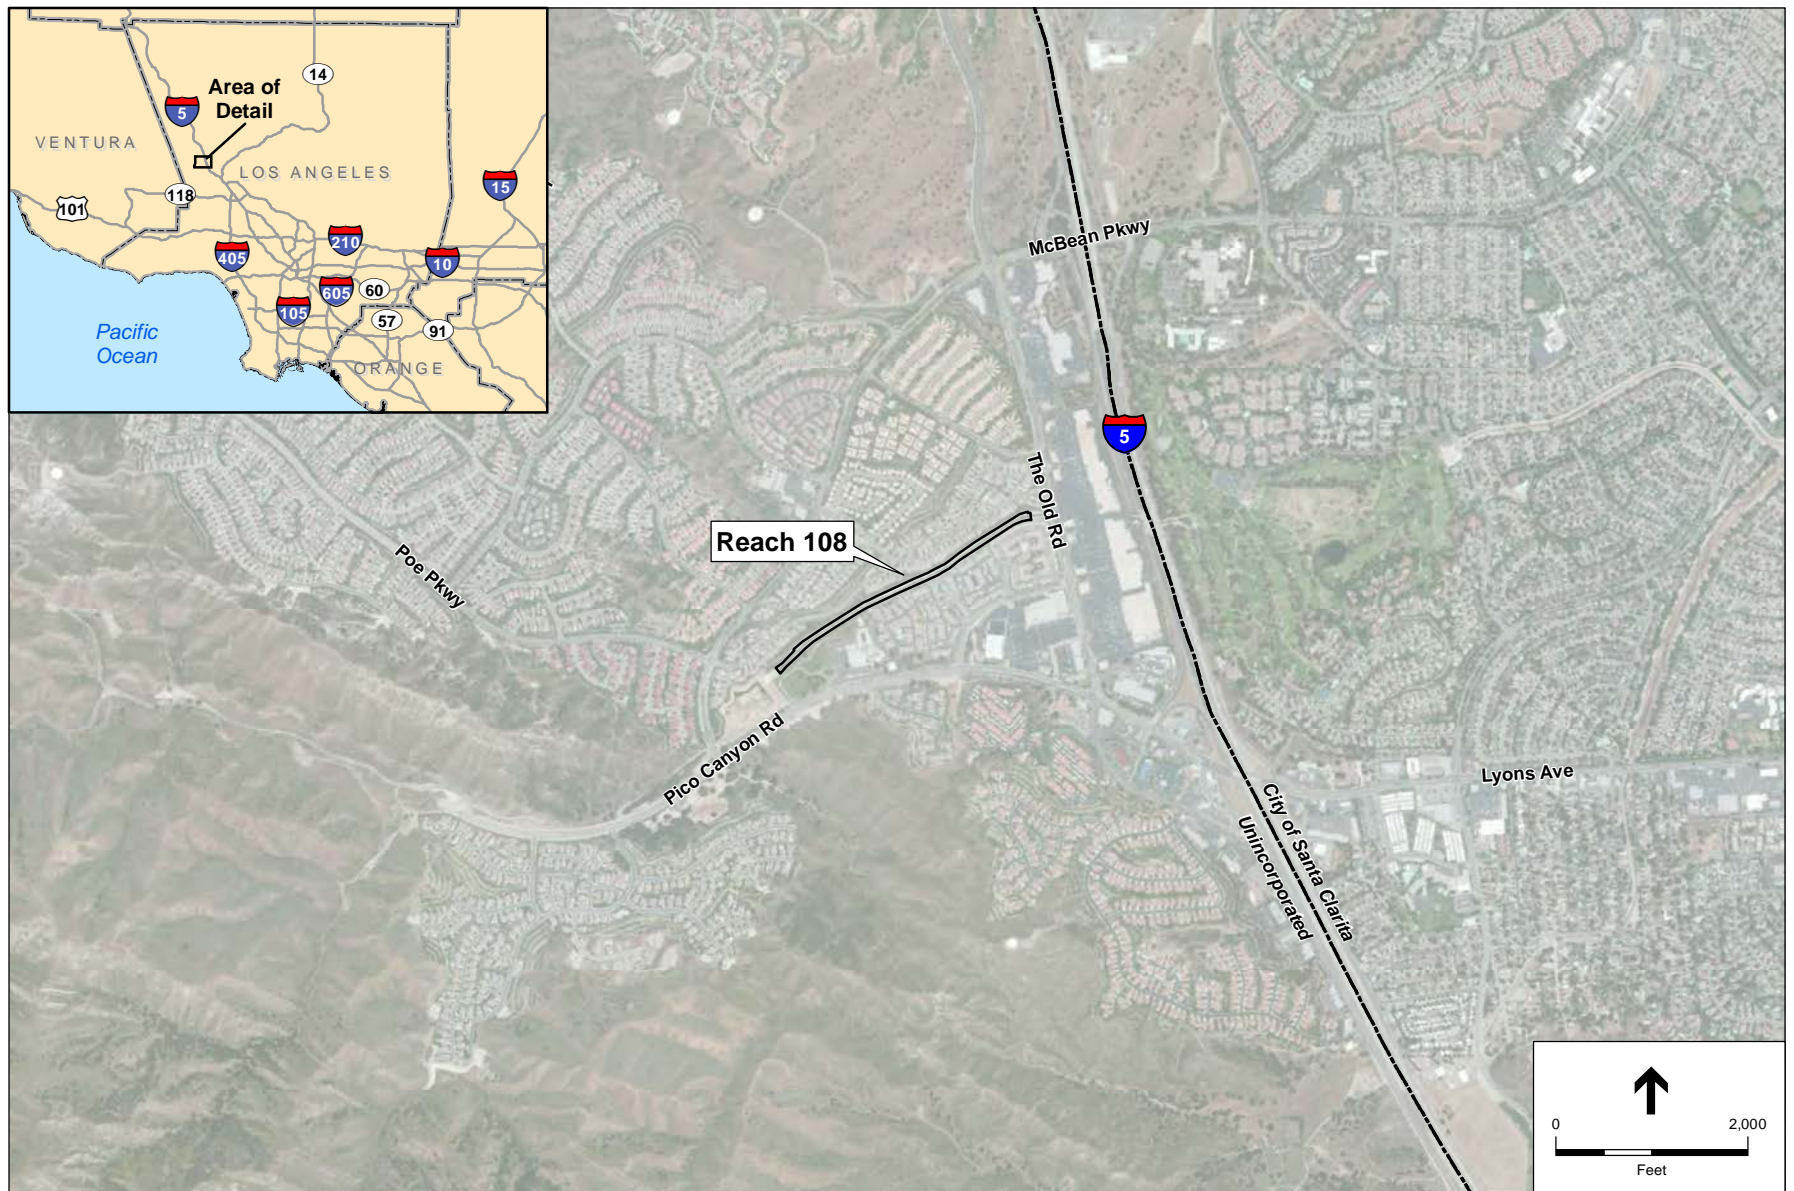 14
Area of
Detail
5
VENTURA
LOS ANGELES
118
15
101
210
405
10
605
60
105
57
91
Pacific
Ocean
ORANGE
McBean Pkwy
5
The Old Rd
Reach 108
Poe Pkwy
Pico Canyon Rd
Lyons Ave
City of Santa Clarita
Unincorporated
0 2,000
Feet